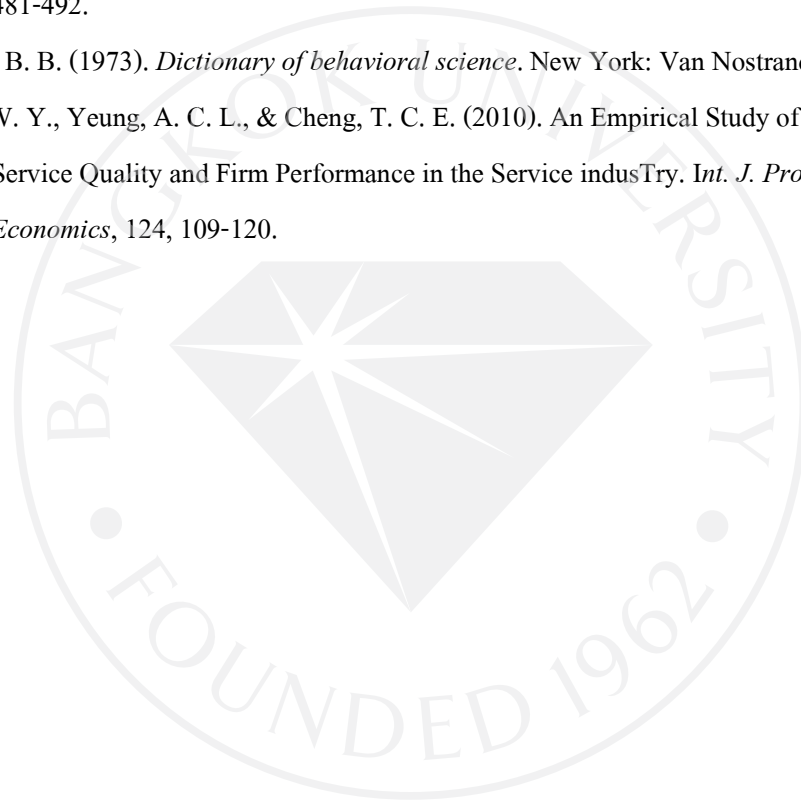 481-492.
B. B. (1973). Dictionary of behavioral science. New York: Van Nostrand
Y., Yeung, A. C. L., & Cheng, T. C. E. (2010). An Empirical Study of
Service Quality and Firm Performance in the Service indusTry. Int. J. Pro
Economics, 124, 109-120.
BANGKOK UNIVERSITY
FOUNDED 1962